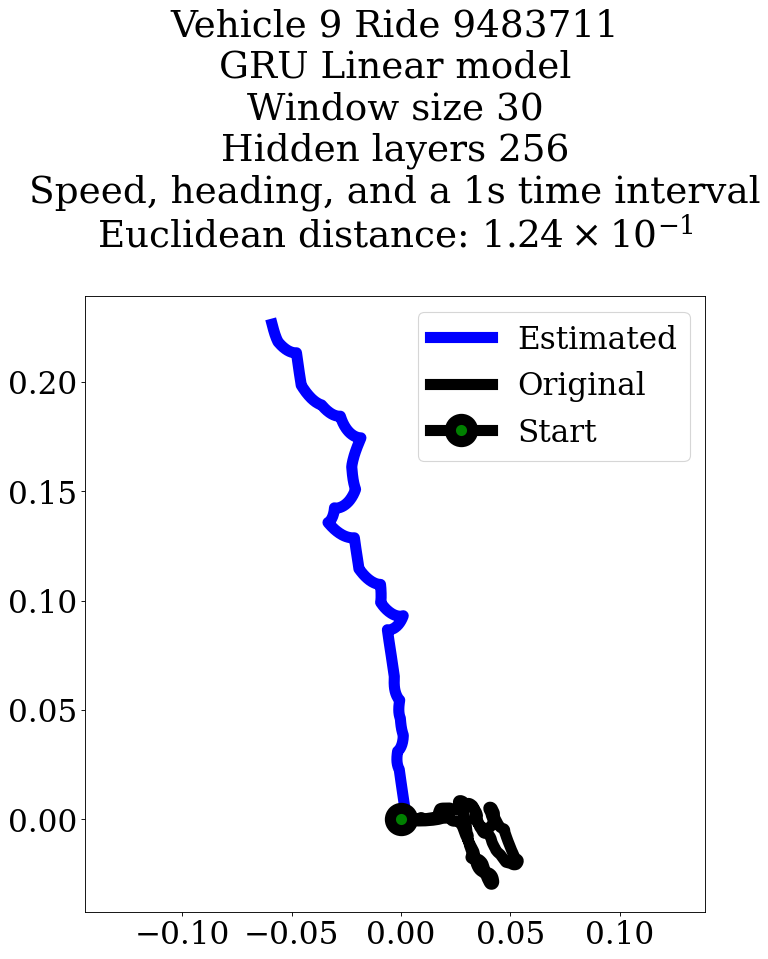 Vehicle 9 Ride 9483711
GRU Linear model
Window size 30
Hidden layers 256
Speed, heading, and a 1s time interval
Euclidean distance: 1.24 × 10⁻¹
Estimated
Original
Start
0.20
0.15
0.10
0.05
0.00
−0.10 −0.05 0.00 0.05 0.10